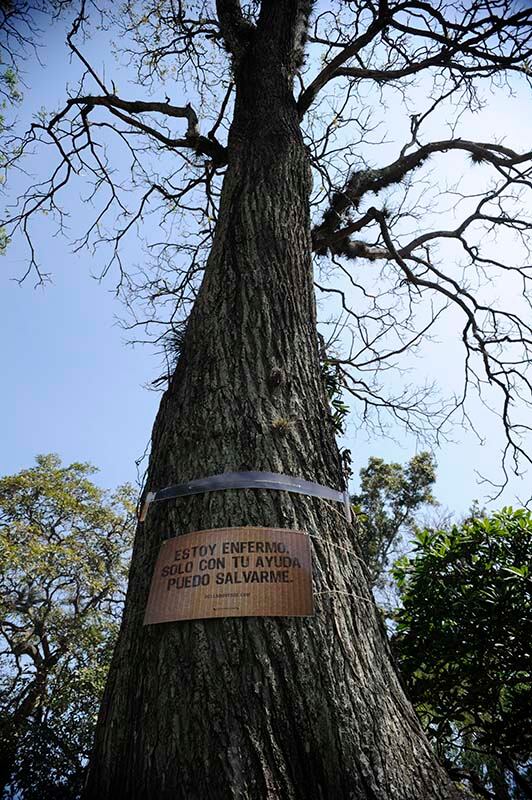 ESTOY ENFERMO.
SOLO CON TU AYUDA
PUEDO SALVARME.